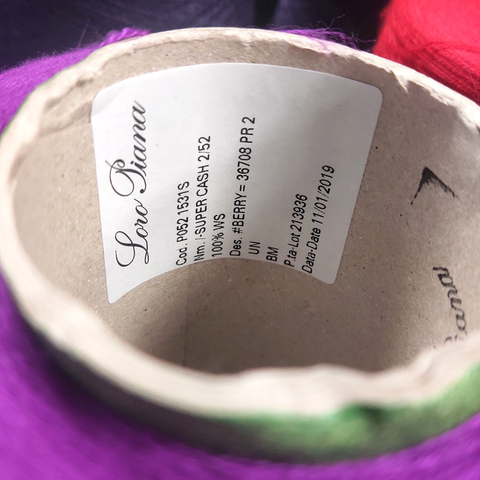 Loro Piana
Cod. P052 1531S
Nm. /-SUPER CASH 2/52
100% WS
Des. #BERRY= 36708 PR 2
UN
BM
P.ta-Lot 213936
Data-Date 11/01/2019